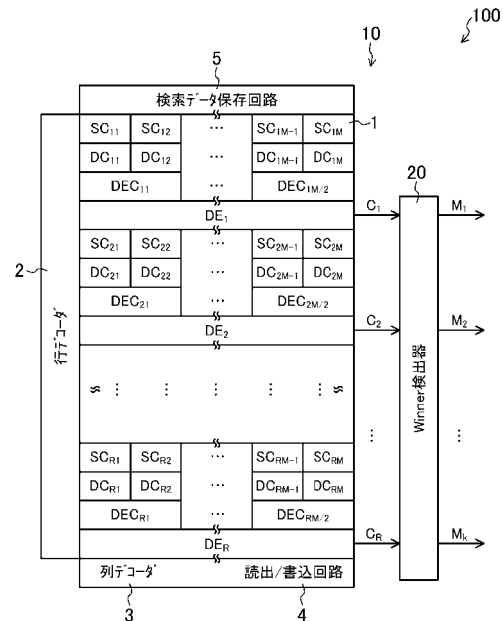 100
10
5
検索データ保存回路
SC₁₁ SC₁₂ ⋯ SC₁M₋₁ SC₁M
1
DC₁₁ DC₁₂ DC₁M₋₁ DC₁M
DEC₁₁ ⋯ DEC₁M/₂
20
DE₁ C₁ M₁
SC₂₁ SC₂₂ ⋯ SC₂M₋₁ SC₂M
2
DC₂₁ DC₂₂ DC₂M₋₁ DC₂M
DEC₂₁ ⋯ DEC₂M/₂
DE₂ C₂ M₂
行デコーダ
Winner検出器
SCR₁ SCR₂ ⋯ SCRM₋₁ SCRM
DCR₁ DCR₂ DCRM₋₁ DCRM
DECR₁ ⋯ DECRM/₂
DER CR Mk
列デコーダ 読出/書込回路
3 4